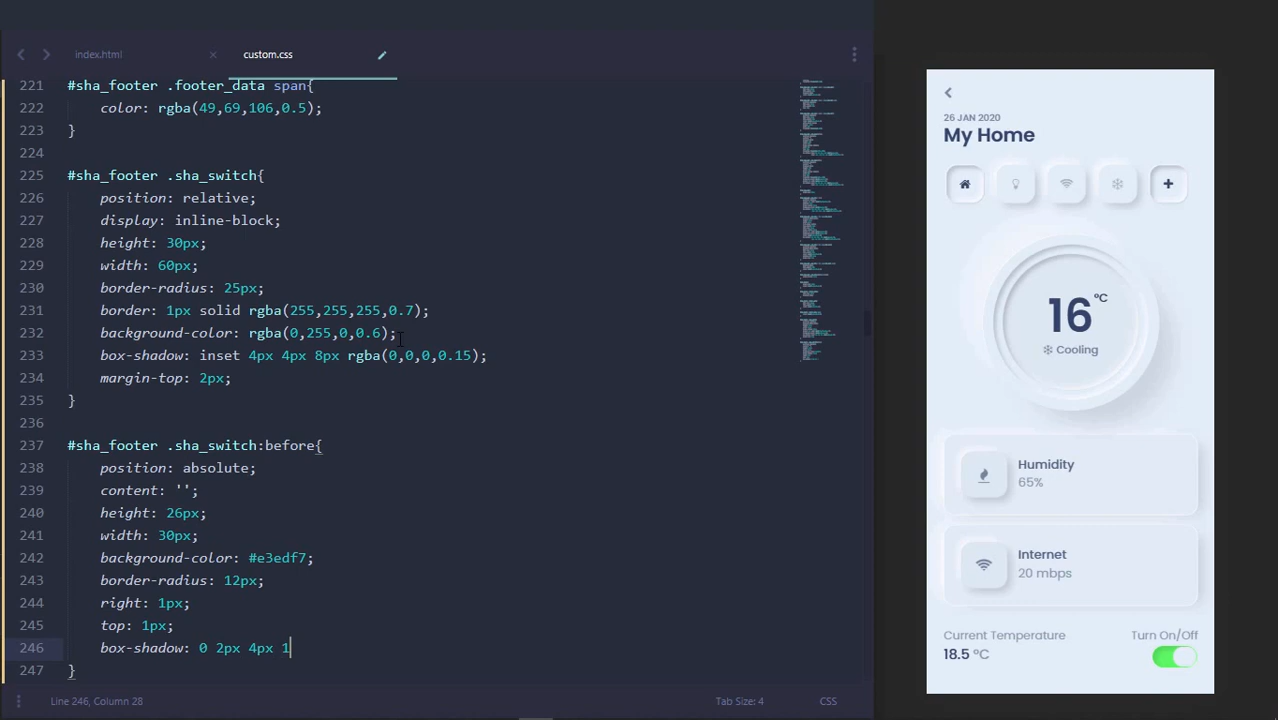 index.html
custom.css
221 #sha_footer .footer_data span{
222 color: rgba(49,69,106,0.5);
223 }
224
225 #sha_footer .sha_switch{
226 position: relative;
227 display: inline-block;
228 height: 30px;
229 width: 60px;
230 border-radius: 25px;
231 border: 1px solid rgba(255,255,255,0.7);
232 background-color: rgba(0,255,0,0.6);
233 box-shadow: inset 4px 4px 8px rgba(0,0,0,0.15);
234 margin-top: 2px;
235 }
236
237 #sha_footer .sha_switch:before{
238 position: absolute;
239 content: '';
240 height: 26px;
241 width: 30px;
242 background-color: #e3edf7;
243 border-radius: 12px;
244 right: 1px;
245 top: 1px;
246 box-shadow: 0 2px 4px 1
247 }
Line 246, Column 28
Tab Size: 4
CSS
26 JAN 2020
My Home
16 °C
Cooling
Humidity
65%
Internet
20 mbps
Current Temperature
18.5 °C
Turn On/Off